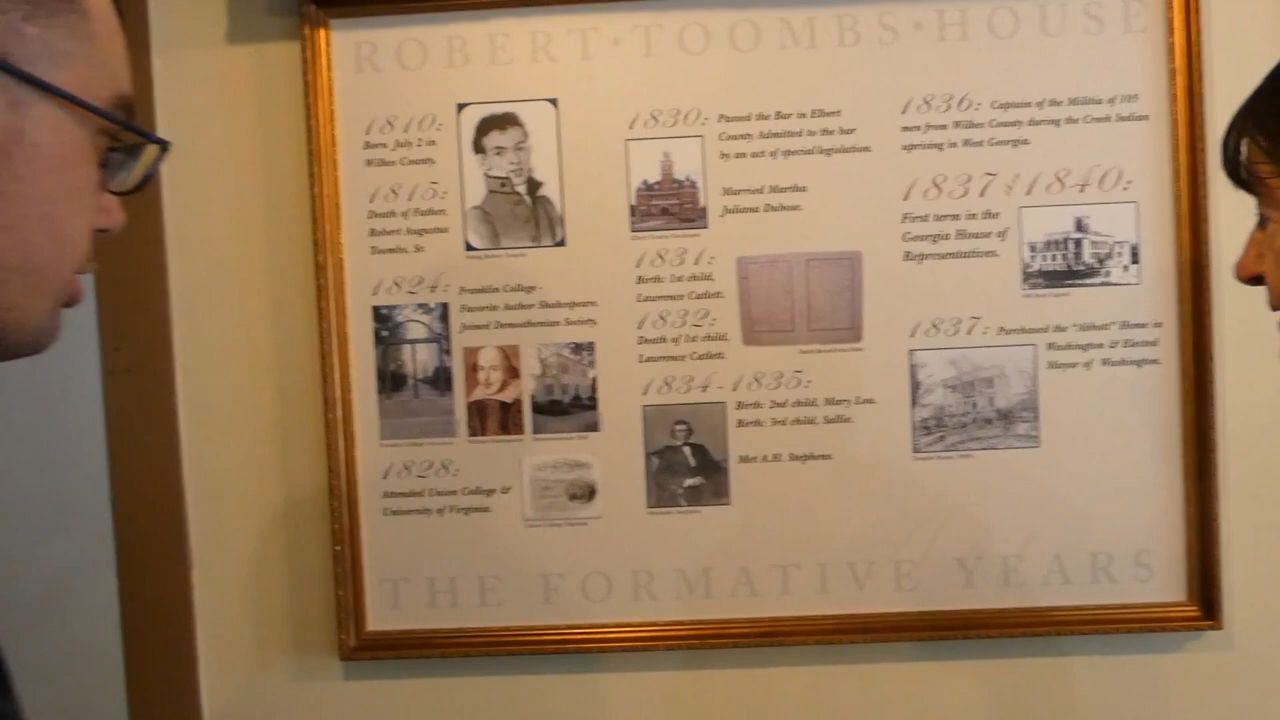 ROBERT·TOOMBS·HOUSE
1810:
Born July 2 in
Wilkes County.
1815:
Death of Father,
Robert Augustus
Toombs, Sr.
1824: Franklin College-
Favorite Author Shakespeare.
Joined Demosthenian Society.
1828:
Attended Union College &
University of Virginia.
1830: Passed the Bar in Elbert
County Admitted to the bar
by an act of special legislation.
Married Martha
Juliana Dubose.
1831:
Birth: 1st child,
Lawrence Catlett.
1832:
Death of 1st child,
Lawrence Catlett.
1834-1835:
Birth: 2nd child, Mary Lou.
Birth: 3rd child, Sallie.
Met A.H. Stephens.
1836: Captain of the Militia of 103
men from Wilkes County during the Creek Indian
uprising in West Georgia.
1837 & 1840:
First term in the
Georgia House of
Representatives.
1837: Purchased the "Abbott" Home in
Washington & Elected
Mayor of Washington.
THE FORMATIVE YEARS